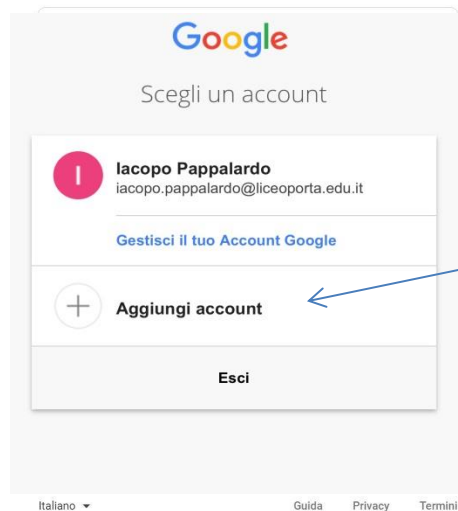 Google
Scegli un account
I
Iacopo Pappalardo
iacopo.pappalardo@liceoporta.edu.it
Gestisci il tuo Account Google
Aggiungi account
Esci
Italiano
Guida Privacy Termini